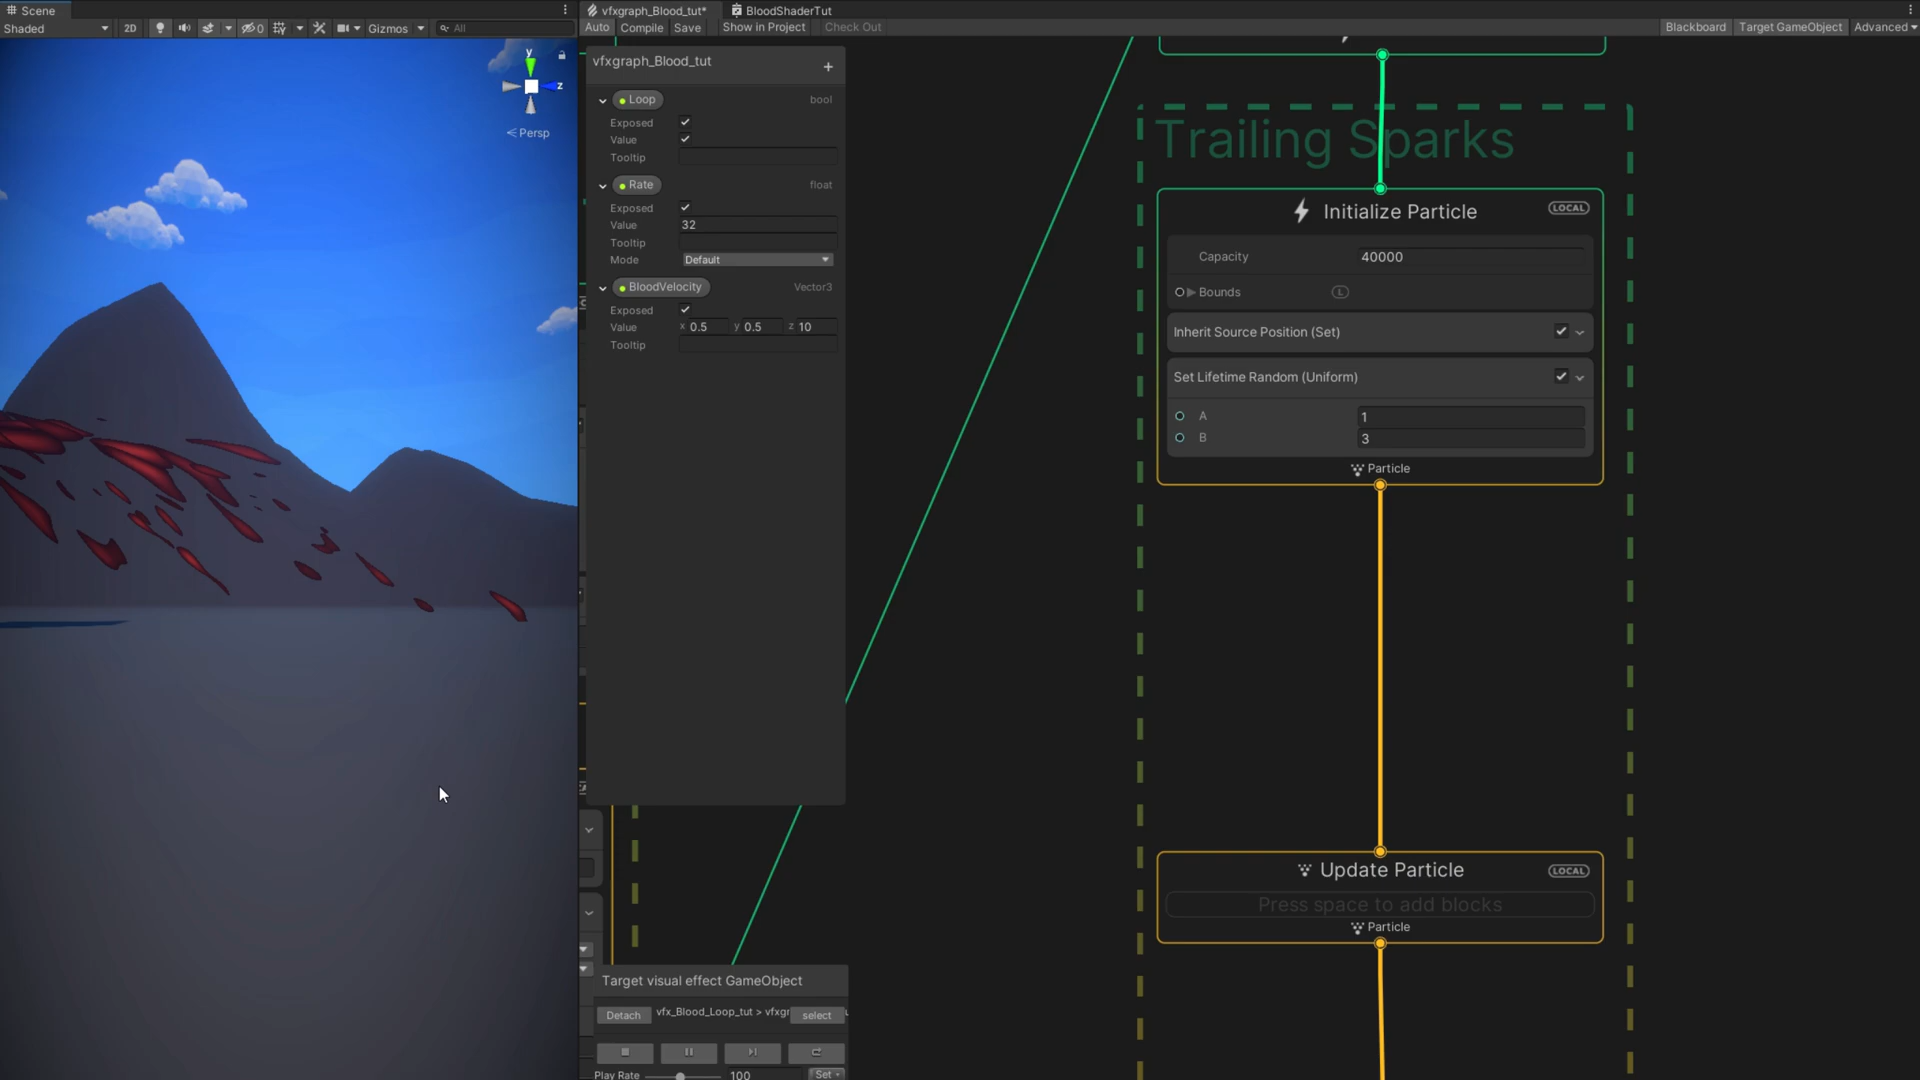 Scene
Shaded
2D
0
Gizmos
All
y
z
< Persp
vfxgraph_Blood_tut*
BloodShaderTut
Auto
Compile
Save
Show in Project
Check Out
Blackboard
Target GameObject
Advanced
vfxgraph_Blood_tut
+
Loop
bool
Exposed
Value
Tooltip
Rate
float
Exposed
Value
32
Tooltip
Mode
Default
BloodVelocity
Vector3
Exposed
Value
x 0.5 y 0.5 z 10
Tooltip
Trailing Sparks
Initialize Particle
LOCAL
Capacity
40000
Bounds
L
Inherit Source Position (Set)
Set Lifetime Random (Uniform)
A
1
B
3
Particle
Update Particle
LOCAL
Press space to add blocks
Particle
Target visual effect GameObject
Detach
vfx_Blood_Loop_tut > vfxgr
select
Play Rate
100
Set